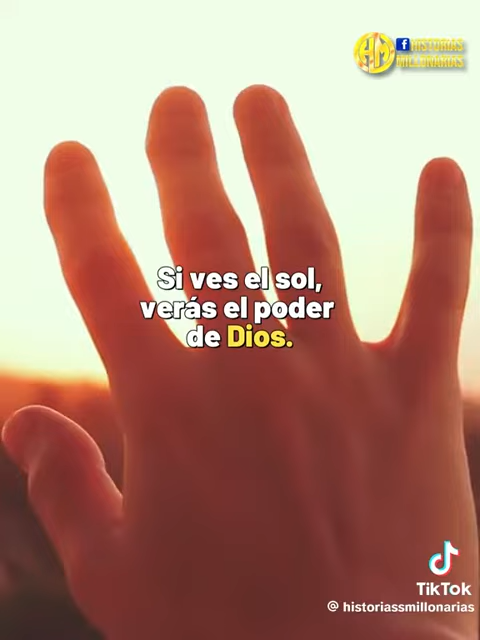 HISTORIAS
MILLONARIAS
Si ves el sol,
verás el poder
de Dios.
TikTok
@ historiassmillonarias